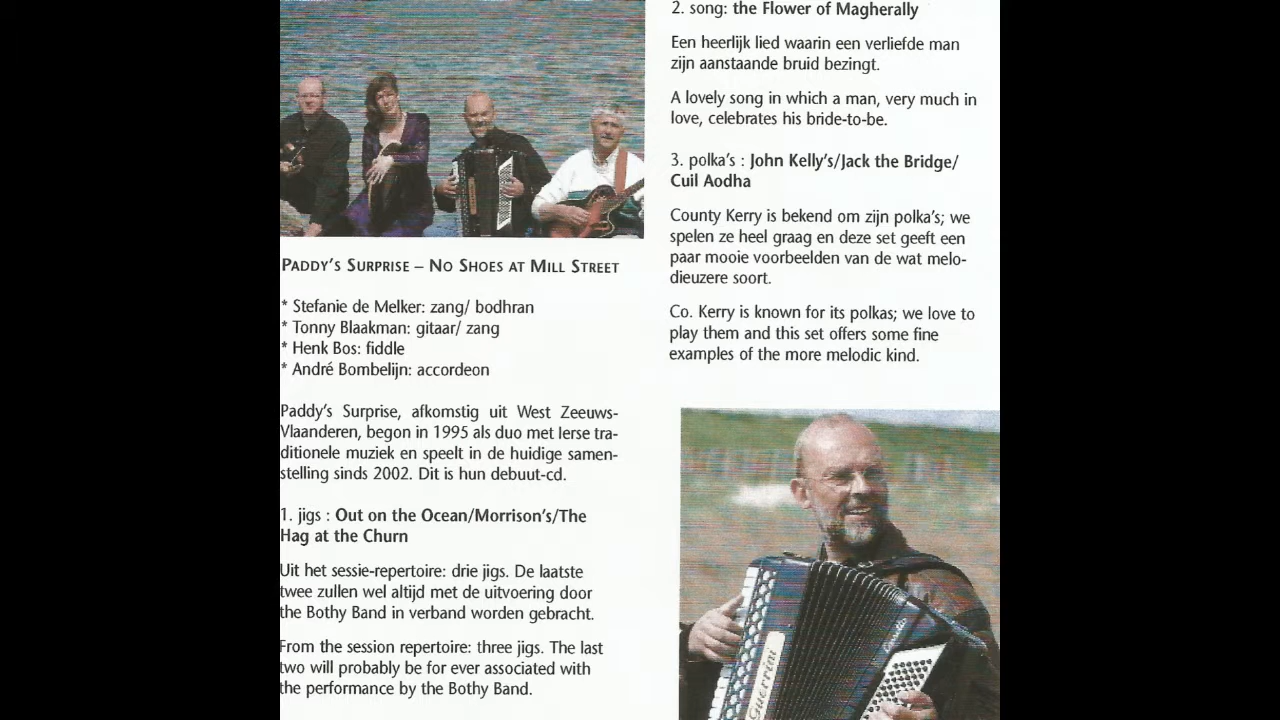 PADDY'S SURPRISE – NO SHOES AT MILL STREET
* Stefanie de Melker: zang/ bodhran
* Tonny Blaakman: gitaar/ zang
* Henk Bos: fiddle
* André Bombelijn: accordeon
Paddy's Surprise, afkomstig uit West Zeeuws-
Vlaanderen, begon in 1995 als duo met Ierse tra-
ditionele muziek en speelt in de huidige samen-
stelling sinds 2002. Dit is hun debuut-cd.
1. jigs : Out on the Ocean/Morrison's/The
Hag at the Churn
Uit het sessie-repertoire: drie jigs. De laatste
twee zullen wel altijd met de uitvoering door
the Bothy Band in verband worden gebracht.
From the session repertoire: three jigs. The last
two will probably be for ever associated with
the performance by the Bothy Band.
2. song: the Flower of Magherally
Een heerlijk lied waarin een verliefde man
zijn aanstaande bruid bezingt.
A lovely song in which a man, very much in
love, celebrates his bride-to-be.
3. polka's : John Kelly's/Jack the Bridge/
Cuil Aodha
County Kerry is bekend om zijn polka's; we
spelen ze heel graag en deze set geeft een
paar mooie voorbeelden van de wat melo-
dieuzere soort.
Co. Kerry is known for its polkas; we love to
play them and this set offers some fine
examples of the more melodic kind.
Guerrini